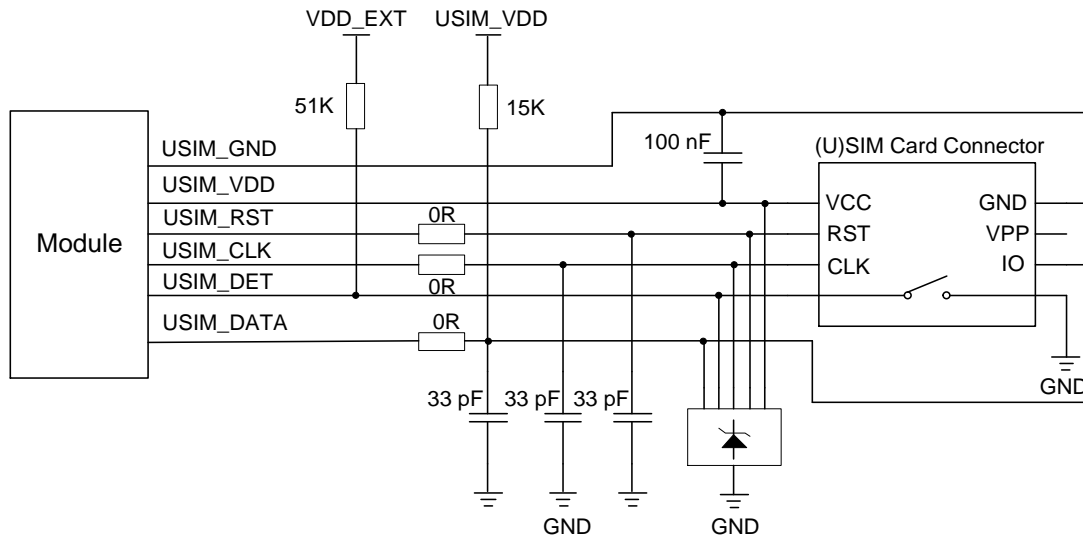 VDD_EXT
USIM_VDD
51K
15K
100 nF
(U)SIM Card Connector
USIM_GND
USIM_VDD
USIM_RST
USIM_CLK
USIM_DET
USIM_DATA
Module
0R
0R
0R
VCC
RST
CLK
GND
VPP
IO
GND
33 pF
33 pF
33 pF
GND
GND